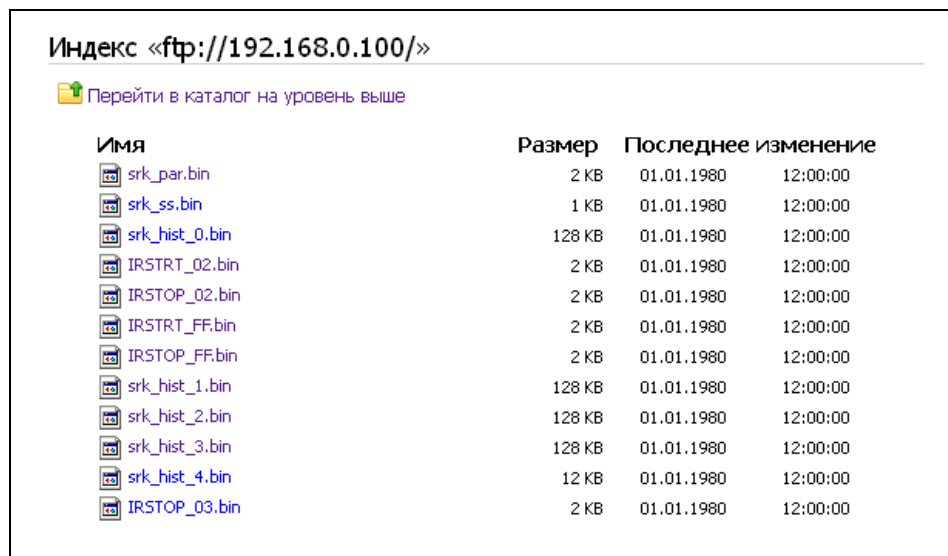 Индекс «ftp://192.168.0.100/»
Перейти в каталог на уровень выше
Имя Размер Последнее изменение
srk_par.bin 2 KB 01.01.1980 12:00:00
srk_ss.bin 1 KB 01.01.1980 12:00:00
srk_hist_0.bin 128 KB 01.01.1980 12:00:00
IRSTRT_02.bin 2 KB 01.01.1980 12:00:00
IRSTOP_02.bin 2 KB 01.01.1980 12:00:00
IRSTRT_FF.bin 2 KB 01.01.1980 12:00:00
IRSTOP_FF.bin 2 KB 01.01.1980 12:00:00
srk_hist_1.bin 128 KB 01.01.1980 12:00:00
srk_hist_2.bin 128 KB 01.01.1980 12:00:00
srk_hist_3.bin 128 KB 01.01.1980 12:00:00
srk_hist_4.bin 12 KB 01.01.1980 12:00:00
IRSTOP_03.bin 2 KB 01.01.1980 12:00:00